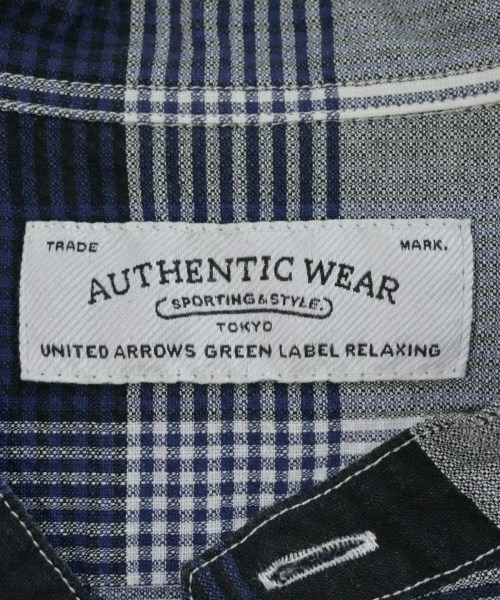 TRADE MARK.
AUTHENTIC WEAR
SPORTING & STYLE.
TOKYO
UNITED ARROWS GREEN LABEL RELAXING